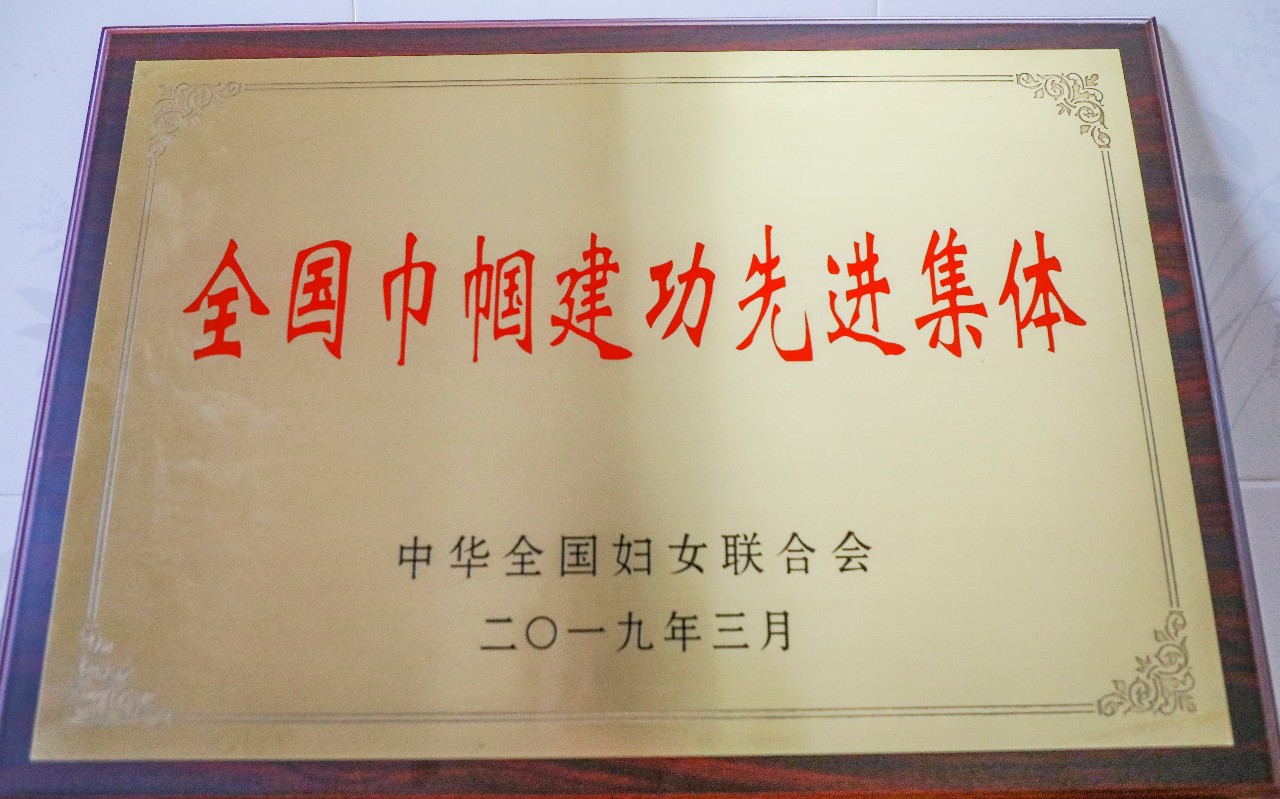 全国巾帼建功先进集体
中华全国妇女联合会
二〇一九年三月